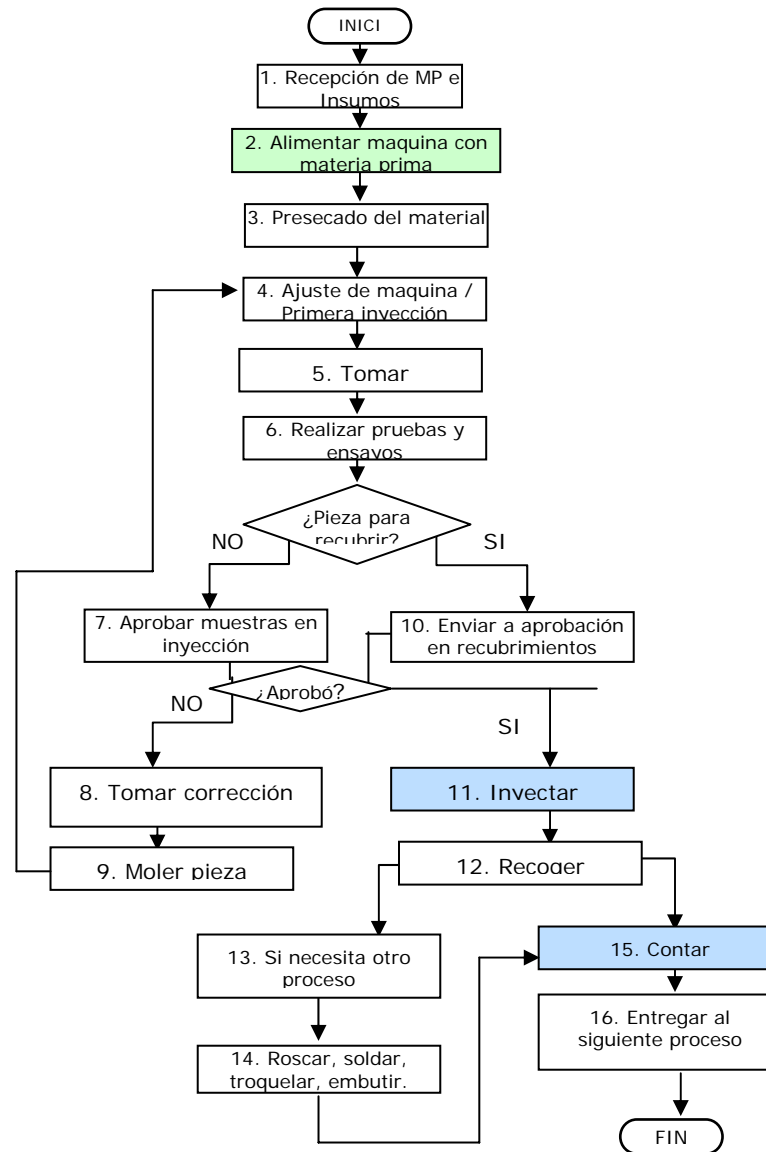 INICI
1. Recepción de MP e
Insumos
2. Alimentar maquina con
materia prima
3. Presecado del material
4. Ajuste de maquina /
Primera inyección
5. Tomar
6. Realizar pruebas y
ensayos
¿Pieza para
recubrir?
NO
SI
7. Aprobar muestras en
inyección
10. Enviar a aprobación
en recubrimientos
¿Aprobó?
NO
SI
8. Tomar corrección
11. Inyectar
9. Moler pieza
12. Recoger
13. Si necesita otro
proceso
15. Contar
14. Roscar, soldar,
troquelar, embutir.
16. Entregar al
siguiente proceso
FIN